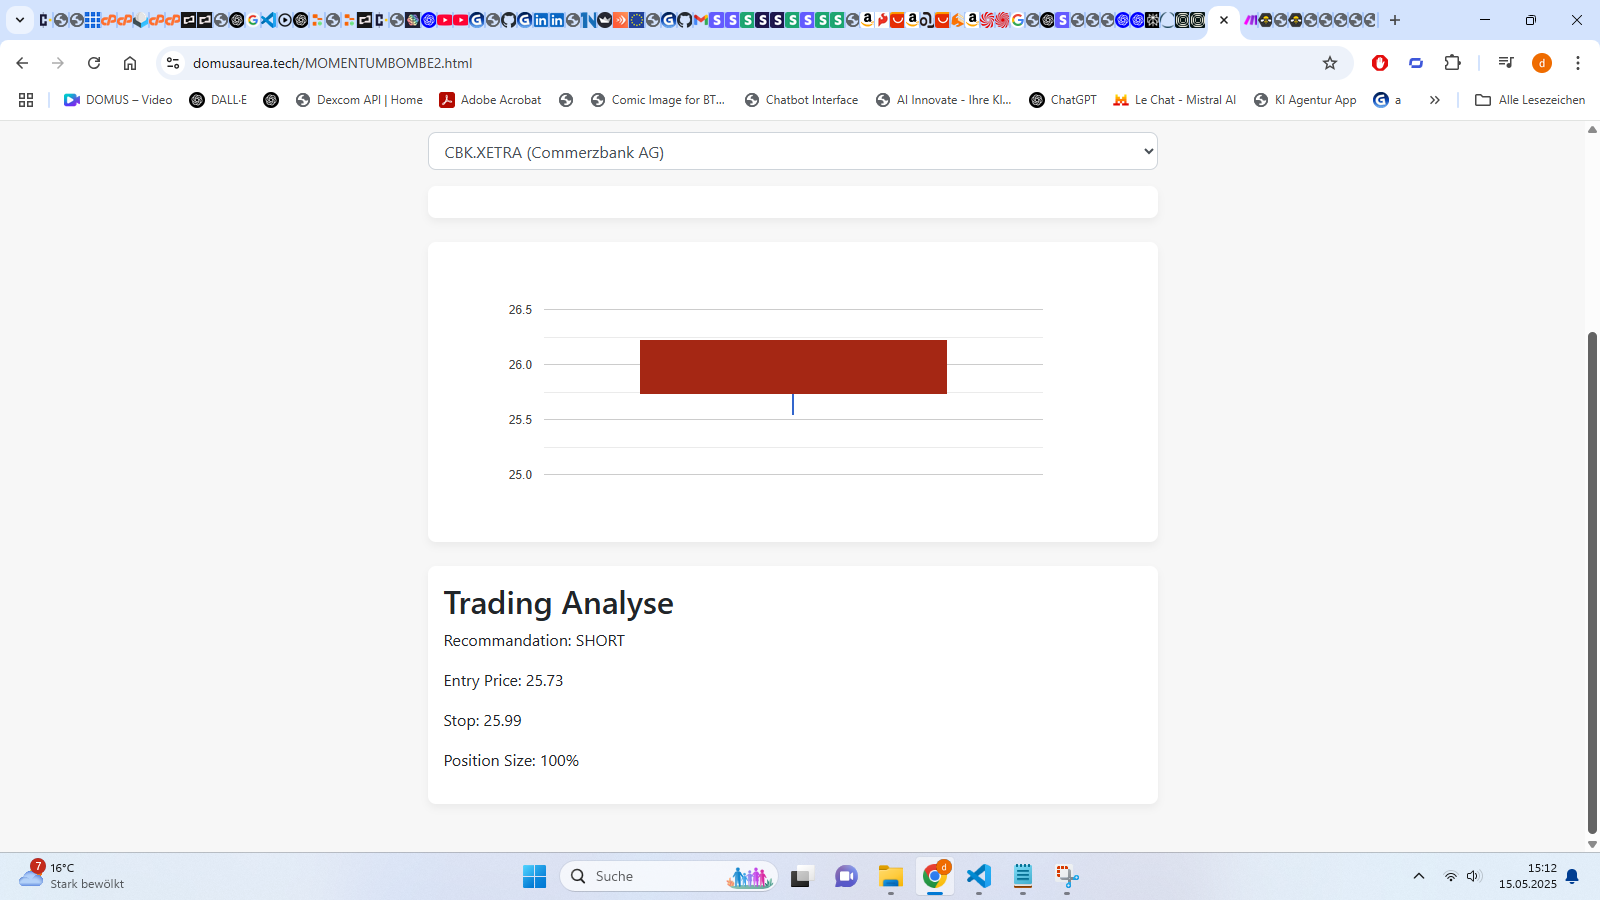 domusaurea.tech/MOMENTUMBOMBE2.html
d
DOMUS – Video
DALL·E
Dexcom API | Home
Adobe Acrobat
Comic Image for BT...
Chatbot Interface
AI Innovate - Ihre KI...
ChatGPT
Le Chat - Mistral AI
KI Agentur App
a
»
Alle Lesezeichen
CBK.XETRA (Commerzbank AG)
26.5
26.0
25.5
25.0
Trading Analyse
Recommandation: SHORT
Entry Price: 25.73
Stop: 25.99
Position Size: 100%
7
16°C
Stark bewölkt
Suche
d
15:12
15.05.2025